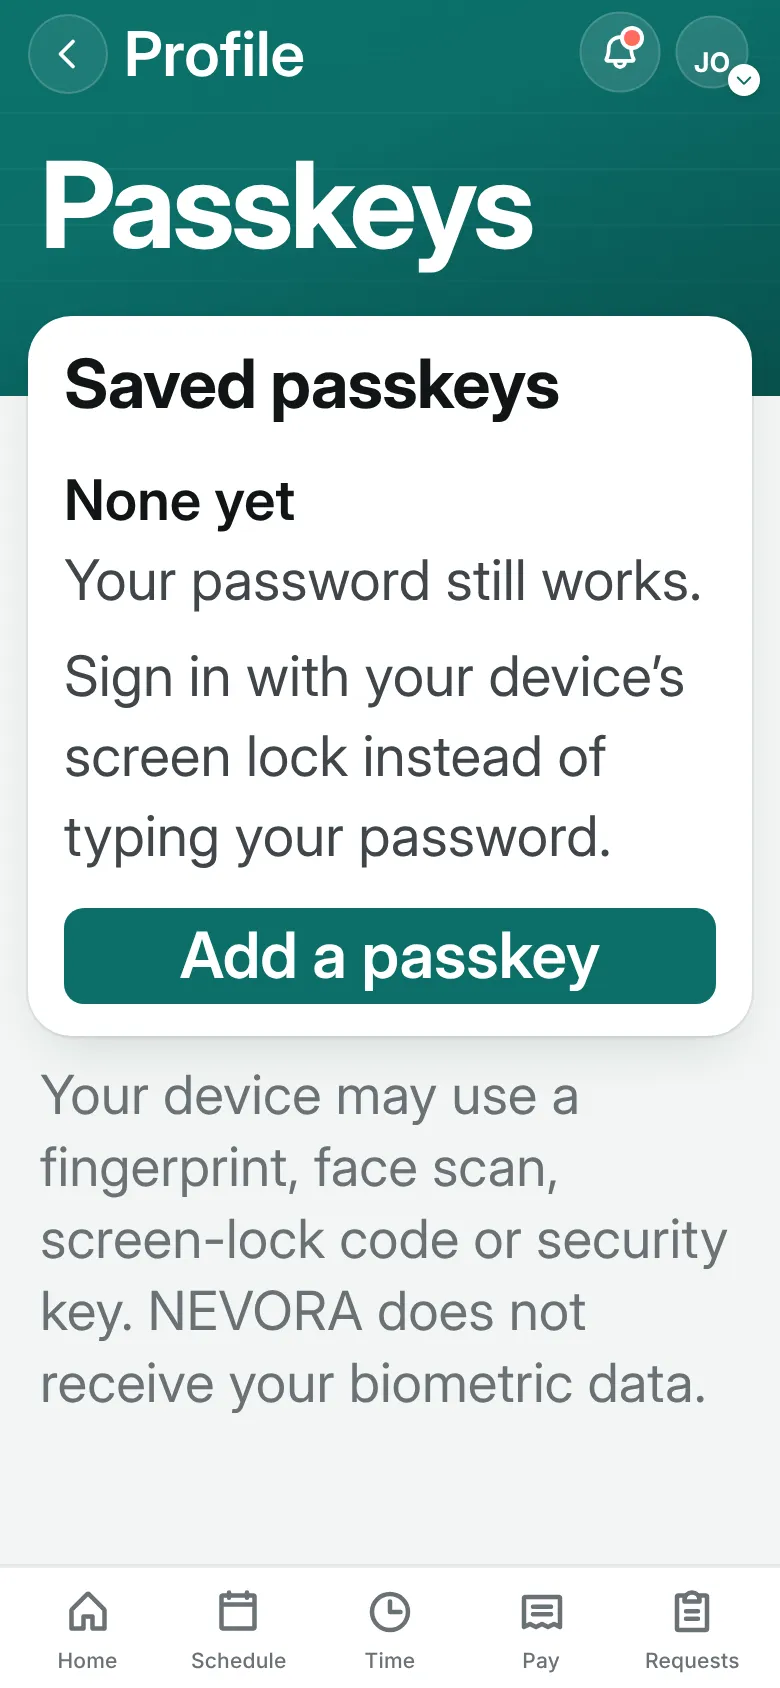 Profile
JO
Passkeys
Saved passkeys
None yet
Your password still works.
Sign in with your device’s
screen lock instead of
typing your password.
Add a passkey
Your device may use a
fingerprint, face scan,
screen-lock code or security
key. NEVORA does not
receive your biometric data.
Home
Schedule
Time
Pay
Requests